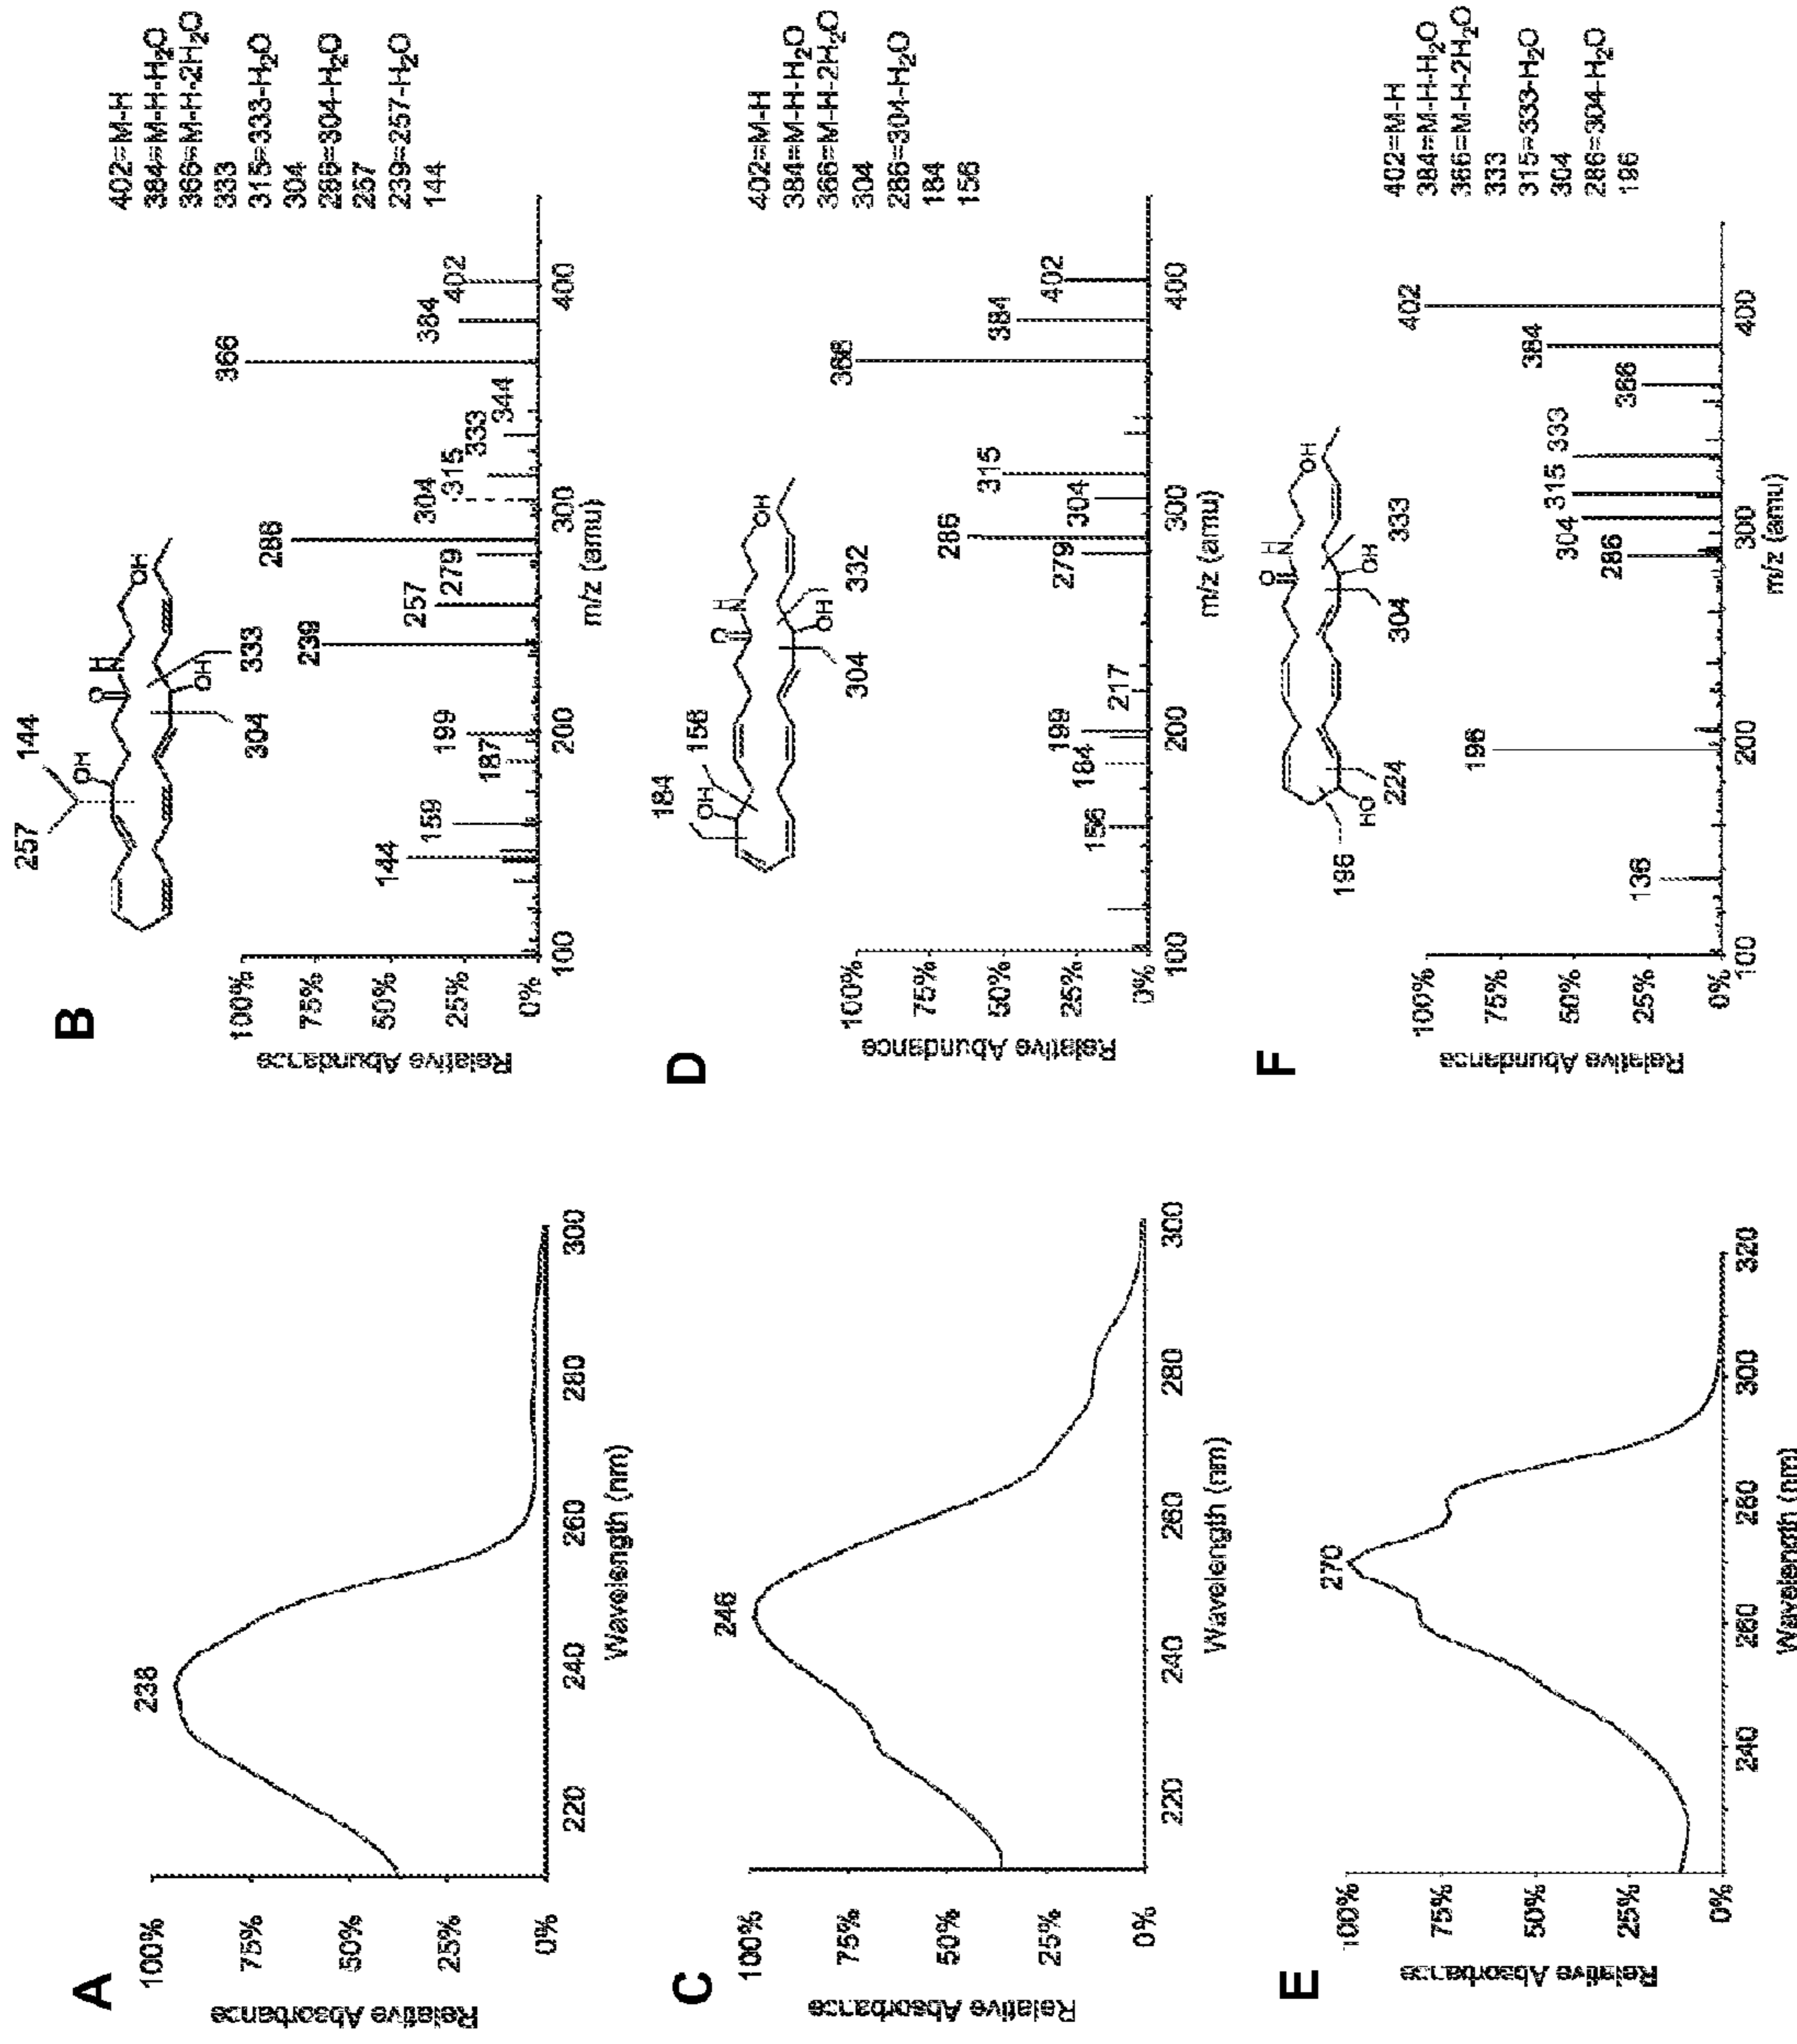 A
100%
75%
50%
25%
0%
Relative Absorbance
238
220
240
260
280
300
Wavelength (nm)
B
257
144
OH
O
H
N
OH
OH
304
333
402=M-H
384=M-H-H2O
366=M-H-2H2O
333
315=333-H2O
304
286=304-H2O
257
239=257-H2O
144
100%
75%
50%
25%
0%
Relative Abundance
144
159
187
199
239
257
279
286
304
315
333
344
366
384
402
100
200
300
400
m/z (amu)
C
100%
75%
50%
25%
0%
Relative Absorbance
246
220
240
260
280
300
Wavelength (nm)
D
184
156
OH
O
H
N
OH
OH
304
332
402=M-H
384=M-H-H2O
366=M-H-2H2O
304
286=304-H2O
184
156
100%
75%
50%
25%
0%
Relative Abundance
156
184
199
217
279
286
304
315
366
384
402
100
200
300
400
m/z (amu)
E
100%
75%
50%
25%
0%
Relative Absorbance
270
240
260
280
300
320
Wavelength (nm)
F
196
HO
224
O
H
N
OH
OH
304
333
402=M-H
384=M-H-H2O
366=M-H-2H2O
333
315=333-H2O
304
286=304-H2O
196
100%
75%
50%
25%
0%
Relative Abundance
136
196
286
304
315
333
366
384
402
100
200
300
400
m/z (amu)